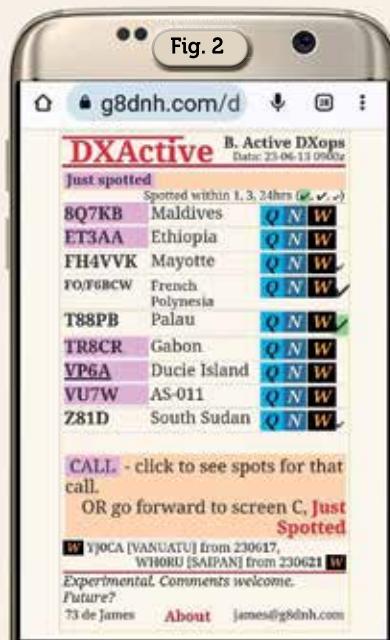 Fig. 2
g8dnh.com/d
DXActive B. Active DXops
Data: 23-06-13 0900z
Just spotted
Spotted within 1, 3, 24hrs (✔, ✔, ✔)
8Q7KB Maldives Q N W
ET3AA Ethiopia Q N W
FH4VVK Mayotte Q N W ✔
FO/F6BCW French Q N W ✔
Polynesia
T88PB Palau Q N W ✔
TR8CR Gabon Q N W
VP6A Ducie Island Q N W
VU7W AS-011 Q N W
Z81D South Sudan Q N W ✔
CALL - click to see spots for that
call.
OR go forward to screen C, Just
Spotted
W YJ0CA [VANUATU] from 230617,
WH0RU [SAIPAN] from 230621 W
Experimental. Comments welcome.
Future?
73 de James About james@g8dnh.com